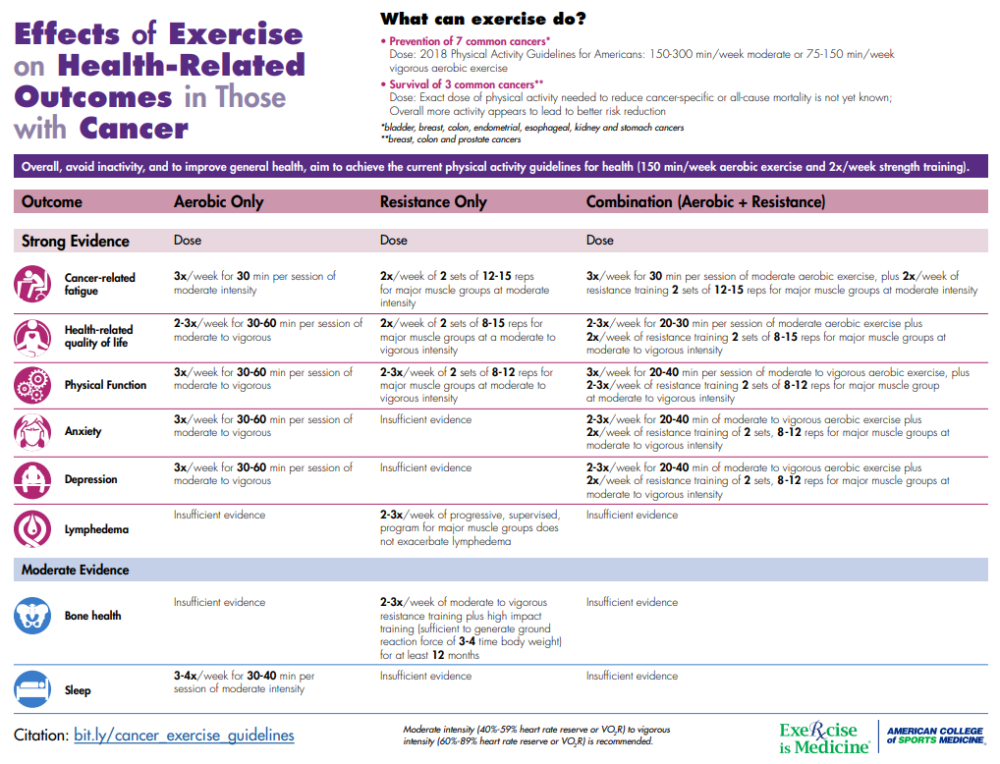 Effects of Exercise
on Health-Related
Outcomes in Those
with Cancer
What can exercise do?
• Prevention of 7 common cancers*
Dose: 2018 Physical Activity Guidelines for Americans: 150-300 min/week moderate or 75-150 min/week
vigorous aerobic exercise
• Survival of 3 common cancers**
Dose: Exact dose of physical activity needed to reduce cancer-specific or all-cause mortality is not yet known;
Overall more activity appears to lead to better risk reduction
*bladder, breast, colon, endometrial, esophageal, kidney and stomach cancers
**breast, colon and prostate cancers
Overall, avoid inactivity, and to improve general health, aim to achieve the current physical activity guidelines for health (150 min/week aerobic exercise and 2x/week strength training).
Outcome Aerobic Only Resistance Only Combination (Aerobic + Resistance)
Strong Evidence Dose Dose Dose
Cancer-related
fatigue
3x/week for 30 min per session of
moderate intensity
2x/week of 2 sets of 12-15 reps
for major muscle groups at moderate
intensity
3x/week for 30 min per session of moderate aerobic exercise, plus 2x/week of
resistance training 2 sets of 12-15 reps for major muscle groups at moderate intensity
Health-related
quality of life
2-3x/week for 30-60 min per session of
moderate to vigorous
2x/week of 2 sets of 8-15 reps for
major muscle groups at a moderate to
vigorous intensity
2-3x/week for 20-30 min per session of moderate aerobic exercise plus
2x/week of resistance training 2 sets of 8-15 reps for major muscle groups at
moderate to vigorous intensity
Physical Function
3x/week for 30-60 min per session of
moderate to vigorous
2-3x/week of 2 sets of 8-12 reps for
major muscle groups at moderate to
vigorous intensity
3x/week for 20-40 min per session of moderate to vigorous aerobic exercise, plus
2-3x/week of resistance training 2 sets of 8-12 reps for major muscle group
at moderate to vigorous intensity
Anxiety
3x/week for 30-60 min per session of
moderate to vigorous
Insufficient evidence
2-3x/week for 20-40 min of moderate to vigorous aerobic exercise plus
2x/week of resistance training of 2 sets, 8-12 reps for major muscle groups at
moderate to vigorous intensity
Depression
3x/week for 30-60 min per session of
moderate to vigorous
Insufficient evidence
2-3x/week for 20-40 min of moderate to vigorous aerobic exercise plus
2x/week of resistance training of 2 sets, 8-12 reps for major muscle groups at
moderate to vigorous intensity
Lymphedema
Insufficient evidence
2-3x/week of progressive, supervised,
program for major muscle groups does
not exacerbate lymphedema
Insufficient evidence
Moderate Evidence
Bone health
Insufficient evidence
2-3x/week of moderate to vigorous
resistance training plus high impact
training (sufficient to generate ground
reaction force of 3-4 time body weight)
for at least 12 months
Insufficient evidence
Sleep
3-4x/week for 30-40 min per
session of moderate intensity
Insufficient evidence
Insufficient evidence
Citation: bit.ly/cancer_exercise_guidelines
Moderate intensity (40%-59% heart rate reserve or VO₂R) to vigorous
intensity (60%-89% heart rate reserve or VO₂R) is recommended.
ExeRxcise
is Medicine®
AMERICAN COLLEGE
of SPORTS MEDICINE®